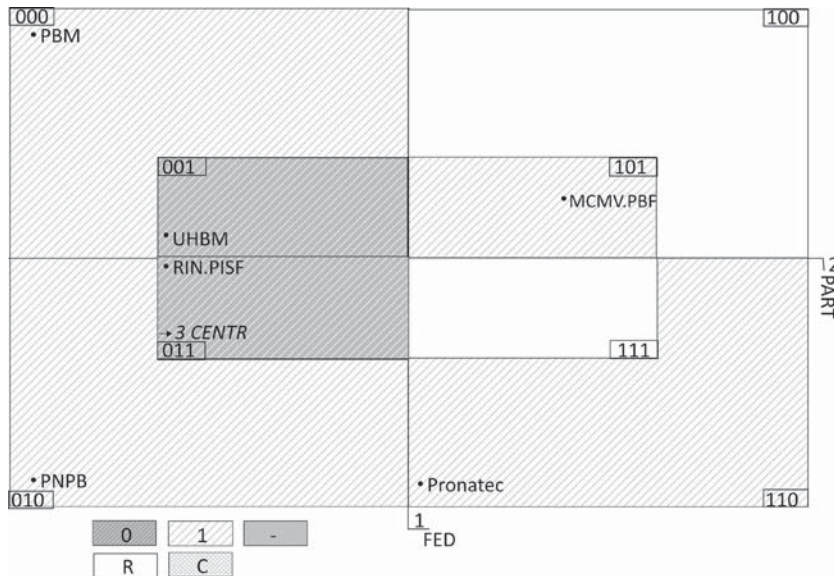 000 100
PBM
001 101
MCMV.PBF
UHBM
RIN.PISF
2
PART
3 CENTR
011 111
PNPB
Pronatec
010 110
1
FED
0 1 -
R C